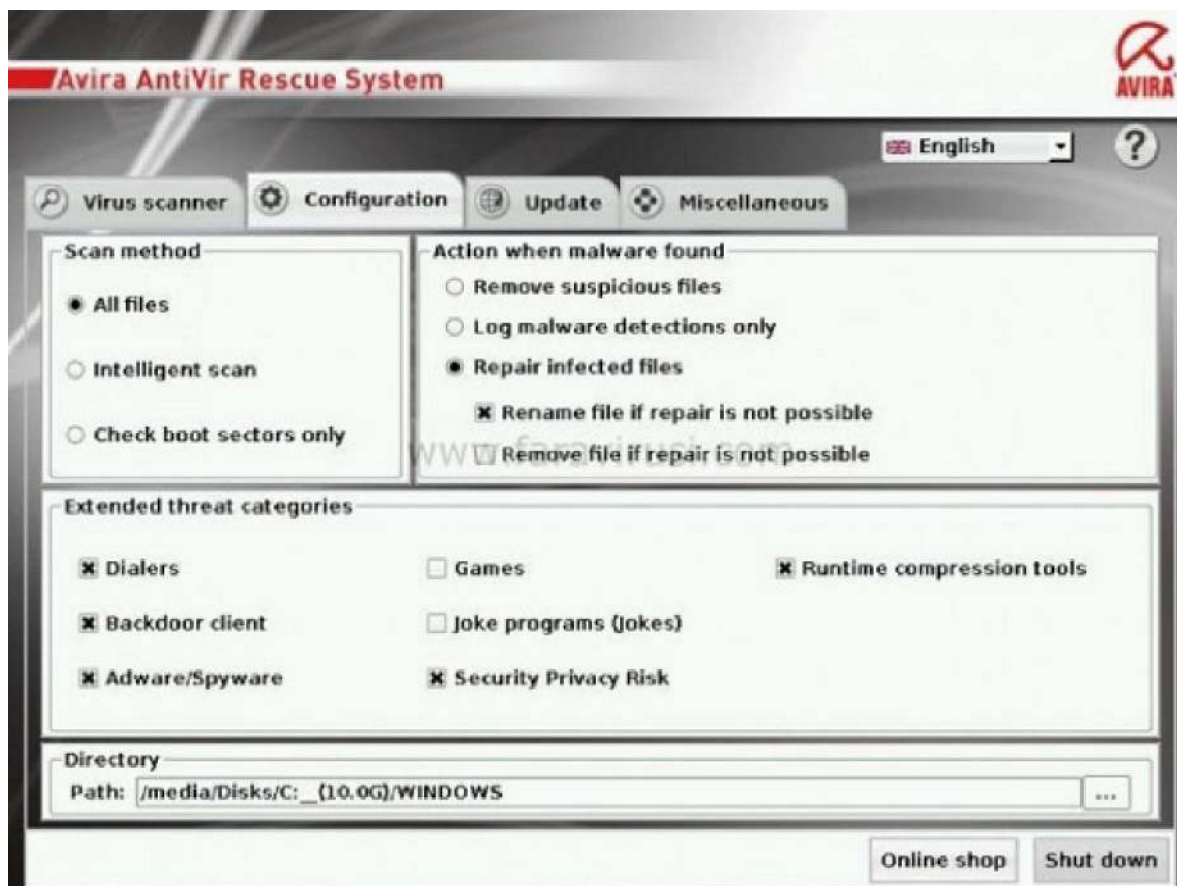 Avira AntiVir Rescue System
AVIRA
English
?
Virus scanner
Configuration
Update
Miscellaneous
Scan method
All files
Intelligent scan
Check boot sectors only
Action when malware found
Remove suspicious files
Log malware detections only
Repair infected files
Rename file if repair is not possible
Remove file if repair is not possible
www.faravirusi.com
Extended threat categories
Dialers
Games
Runtime compression tools
Backdoor client
Joke programs (Jokes)
Adware/Spyware
Security Privacy Risk
Directory
Path: /media/Disks/C:_(10.0G)/WINDOWS
...
Online shop
Shut down